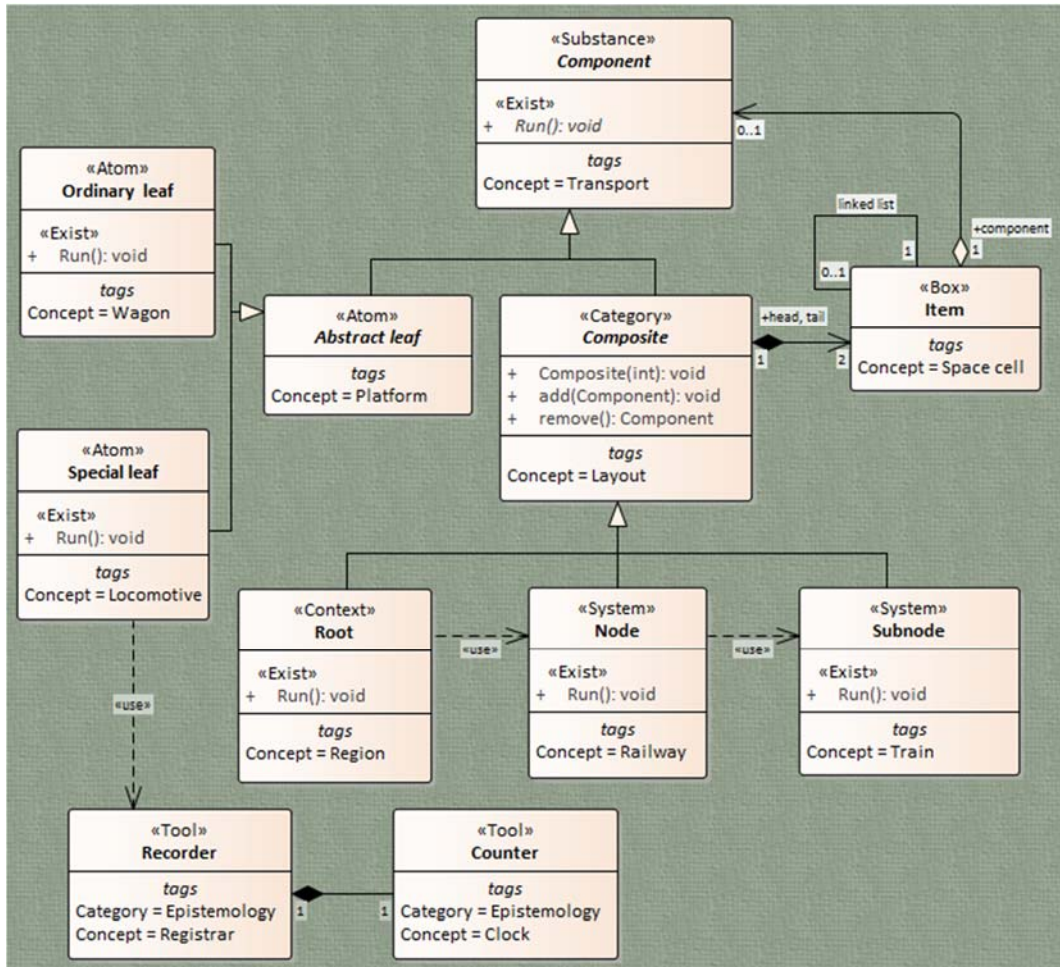 «Substance»
Component
«Exist»
+ Run(): void
tags
Concept = Transport
0..1
«Atom»
Ordinary leaf
«Exist»
+ Run(): void
tags
Concept = Wagon
linked list
1
0..1
+component
1
«Box»
Item
tags
Concept = Space cell
«Atom»
Abstract leaf
tags
Concept = Platform
«Category»
Composite
+ Composite(int): void
+ add(Component): void
+ remove(): Component
tags
Concept = Layout
+head, tail
1
2
«Atom»
Special leaf
«Exist»
+ Run(): void
tags
Concept = Locomotive
«use»
«Context»
Root
«Exist»
+ Run(): void
tags
Concept = Region
«use»
«System»
Node
«Exist»
+ Run(): void
tags
Concept = Railway
«use»
«System»
Subnode
«Exist»
+ Run(): void
tags
Concept = Train
«Tool»
Recorder
tags
Category = Epistemology
Concept = Registrar
1
1
«Tool»
Counter
tags
Category = Epistemology
Concept = Clock